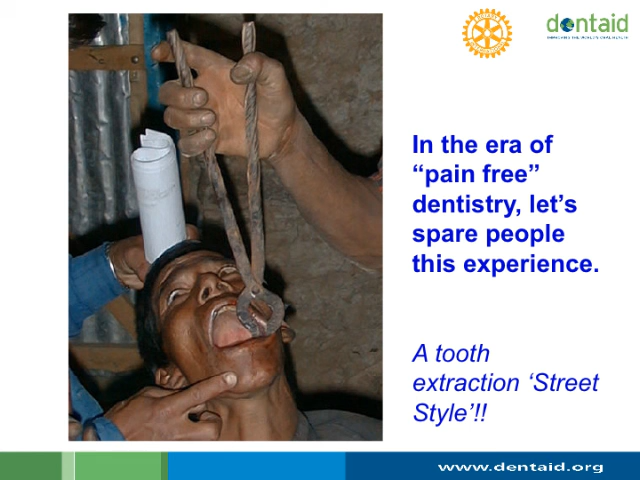 dentaid
In the era of
“pain free”
dentistry, let’s
spare people
this experience.
A tooth
extraction ‘Street
Style’!!
www.dentaid.org